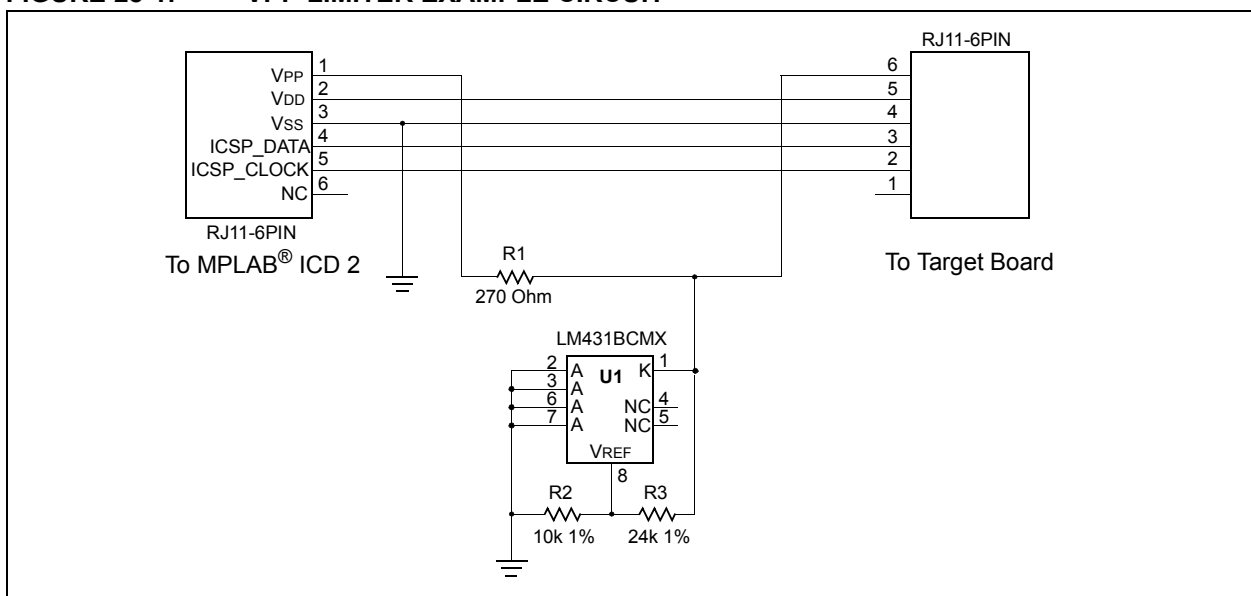 FIGURE VPP LIMITER EXAMPLE CIRCUIT
RJ11-6PIN
VPP 1
VDD 2
VSS 3
ICSP_DATA 4
ICSP_CLOCK 5
NC 6
RJ11-6PIN
To MPLAB® ICD 2
6
5
4
3
2
1
To Target Board
R1
270 Ohm
LM431BCMX
2 A U1 K 1
3 A
6 A NC 4
7 A NC 5
VREF
8
R2 R3
10k 1% 24k 1%